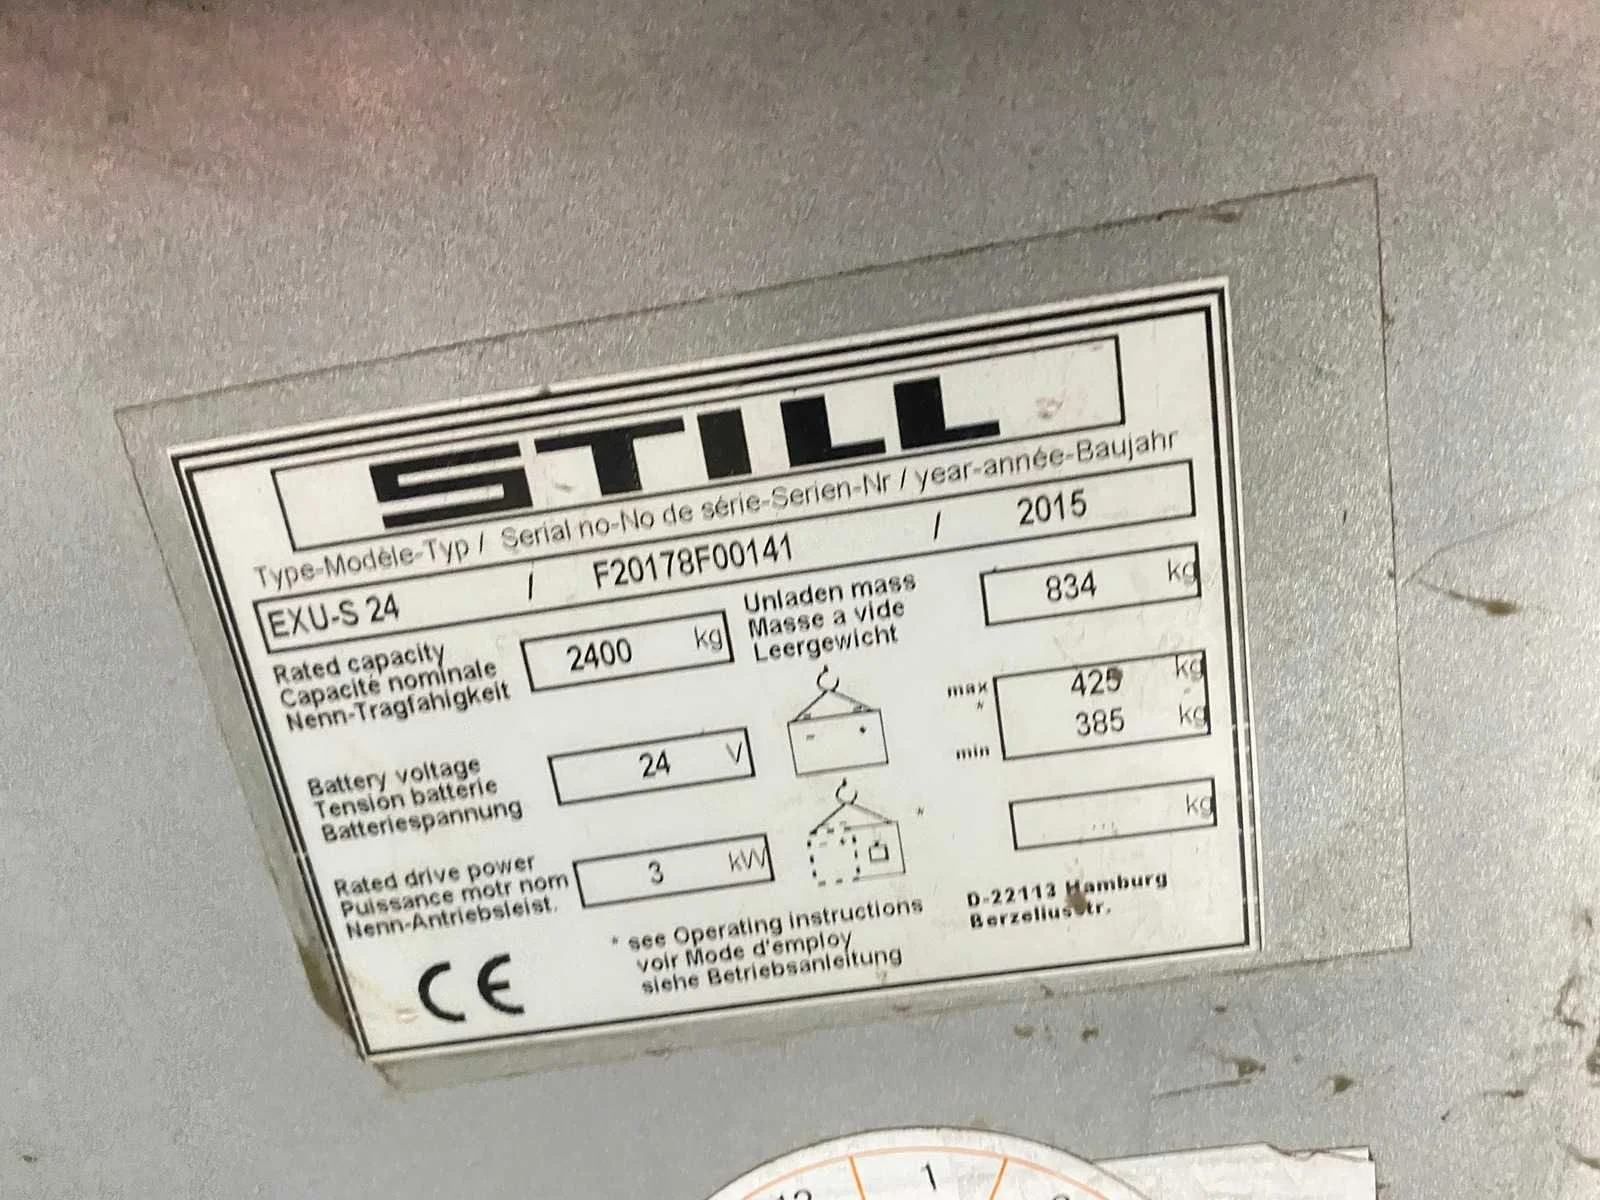 STILL
Type-Modèle-Typ / Serial no-No de série-Serien-Nr / year-année-Baujahr
EXU-S 24 / F20178F00141 / 2015
Rated capacity
Capacité nominale
Nenn-Tragfähigkeit
2400 kg
Unladen mass
Masse a vide
Leergewicht
834 kg
Battery voltage
Tension batterie
Batteriespannung
24 V
max 425 kg
*
min 385 kg
Rated drive power
Puissance motr nom
Nenn-Antriebsleist.
3 kW
*
... kg
* see Operating instructions
voir Mode d'employ
siehe Betriebsanleitung
D-22113 Hamburg
Berzeliusstr.
CE
12 1